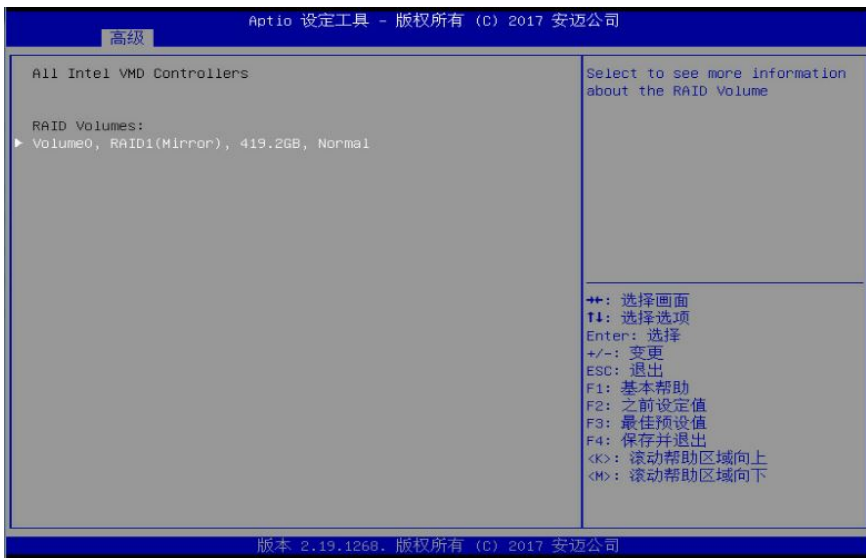 Aptio 设定工具 - 版权所有 (C) 2017 安迈公司
高级
All Intel VMD Controllers
RAID Volumes:
▶ Volume0, RAID1(Mirror), 419.2GB, Normal
Select to see more information
about the RAID Volume
→←: 选择画面
↑↓: 选择选项
Enter: 选择
+/-: 变更
ESC: 退出
F1: 基本帮助
F2: 之前设定值
F3: 最佳预设值
F4: 保存并退出
<K>: 滚动帮助区域向上
<M>: 滚动帮助区域向下
版本 2.19.1268. 版权所有 (C) 2017 安迈公司